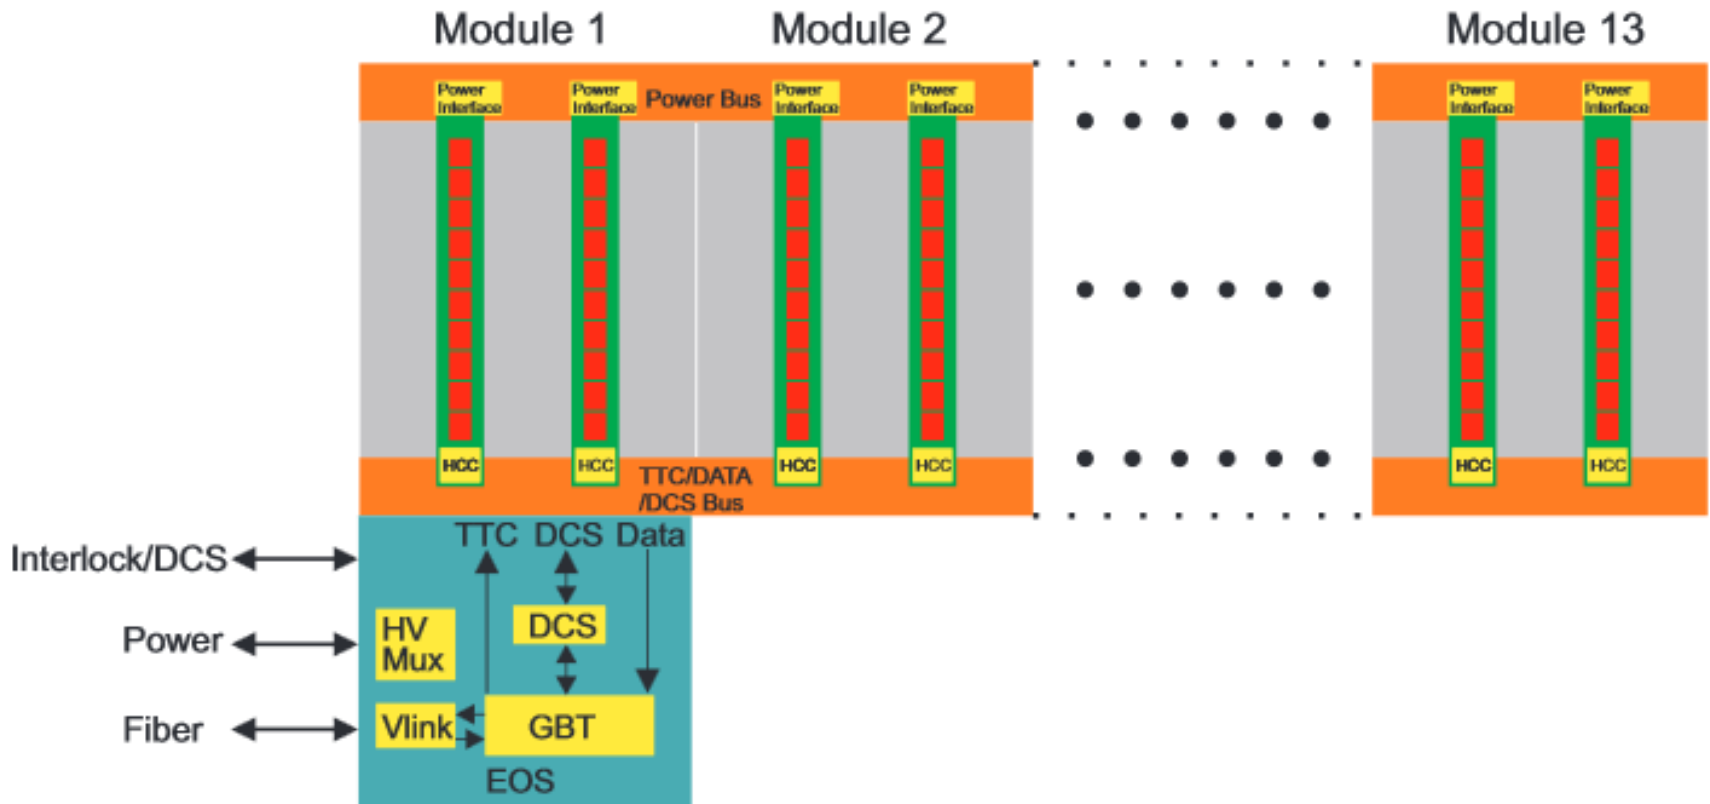 Module 1
Module 2
Module 13
Power
Interface
Power
Interface
Power Bus
Power
Interface
Power
Interface
Power
Interface
Power
Interface
HCC
HCC
TTC/DATA
/DCS Bus
HCC
HCC
HCC
HCC
TTC DCS Data
Interlock/DCS
DCS
HV
Mux
Power
Vlink
GBT
Fiber
EOS